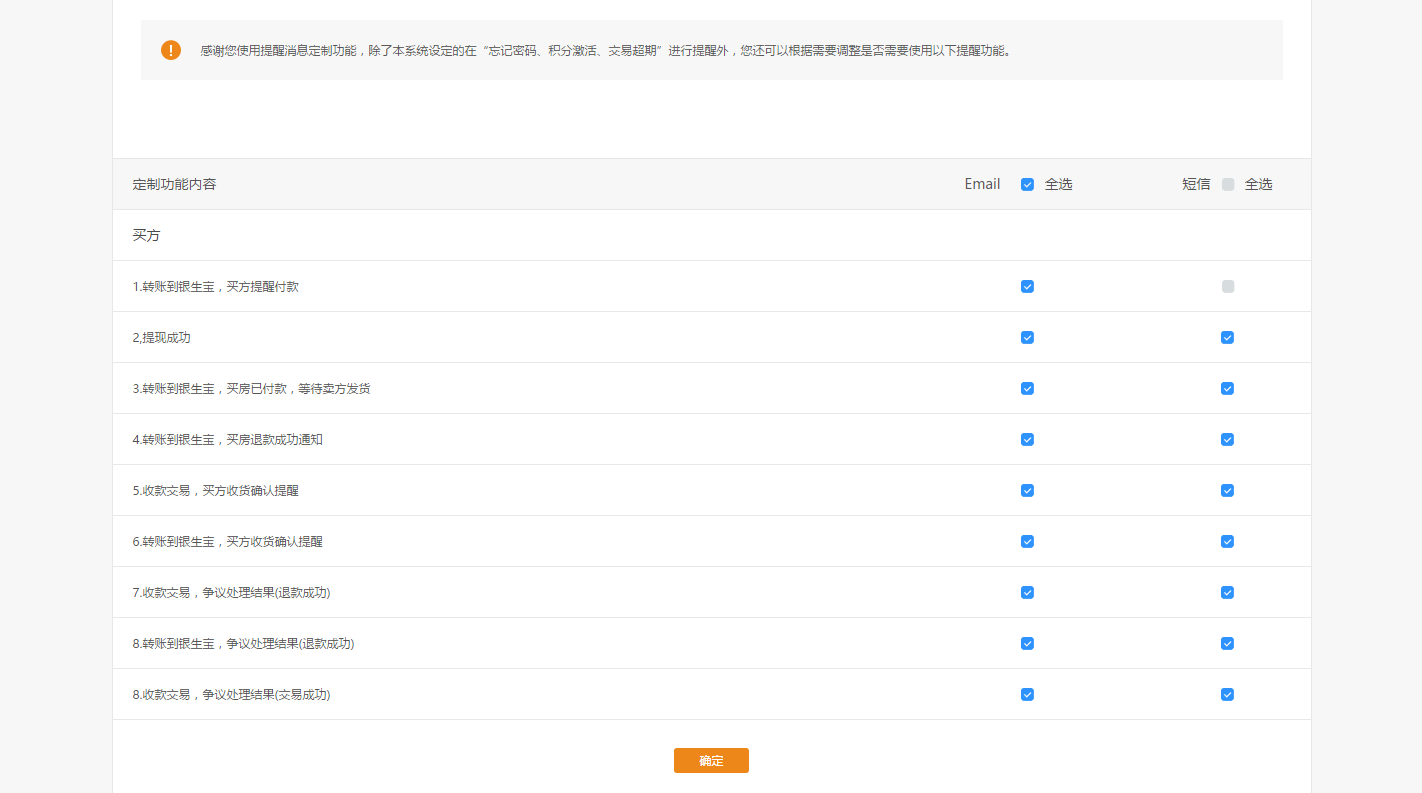 感谢您使用提醒消息定制功能，除了本系统设定的在“忘记密码、积分激活、交易超期”进行提醒外，您还可以根据需要调整是否需要使用以下提醒功能。
定制功能内容 Email 全选 短信 全选
买方
1.转账到银生宝，买方提醒付款
2,提现成功
3.转账到银生宝，买房已付款，等待卖方发货
4.转账到银生宝，买房退款成功通知
5.收款交易，买方收货确认提醒
6.转账到银生宝，买方收货确认提醒
7.收款交易，争议处理结果(退款成功)
8.转账到银生宝，争议处理结果(退款成功)
8.收款交易，争议处理结果(交易成功)
确定